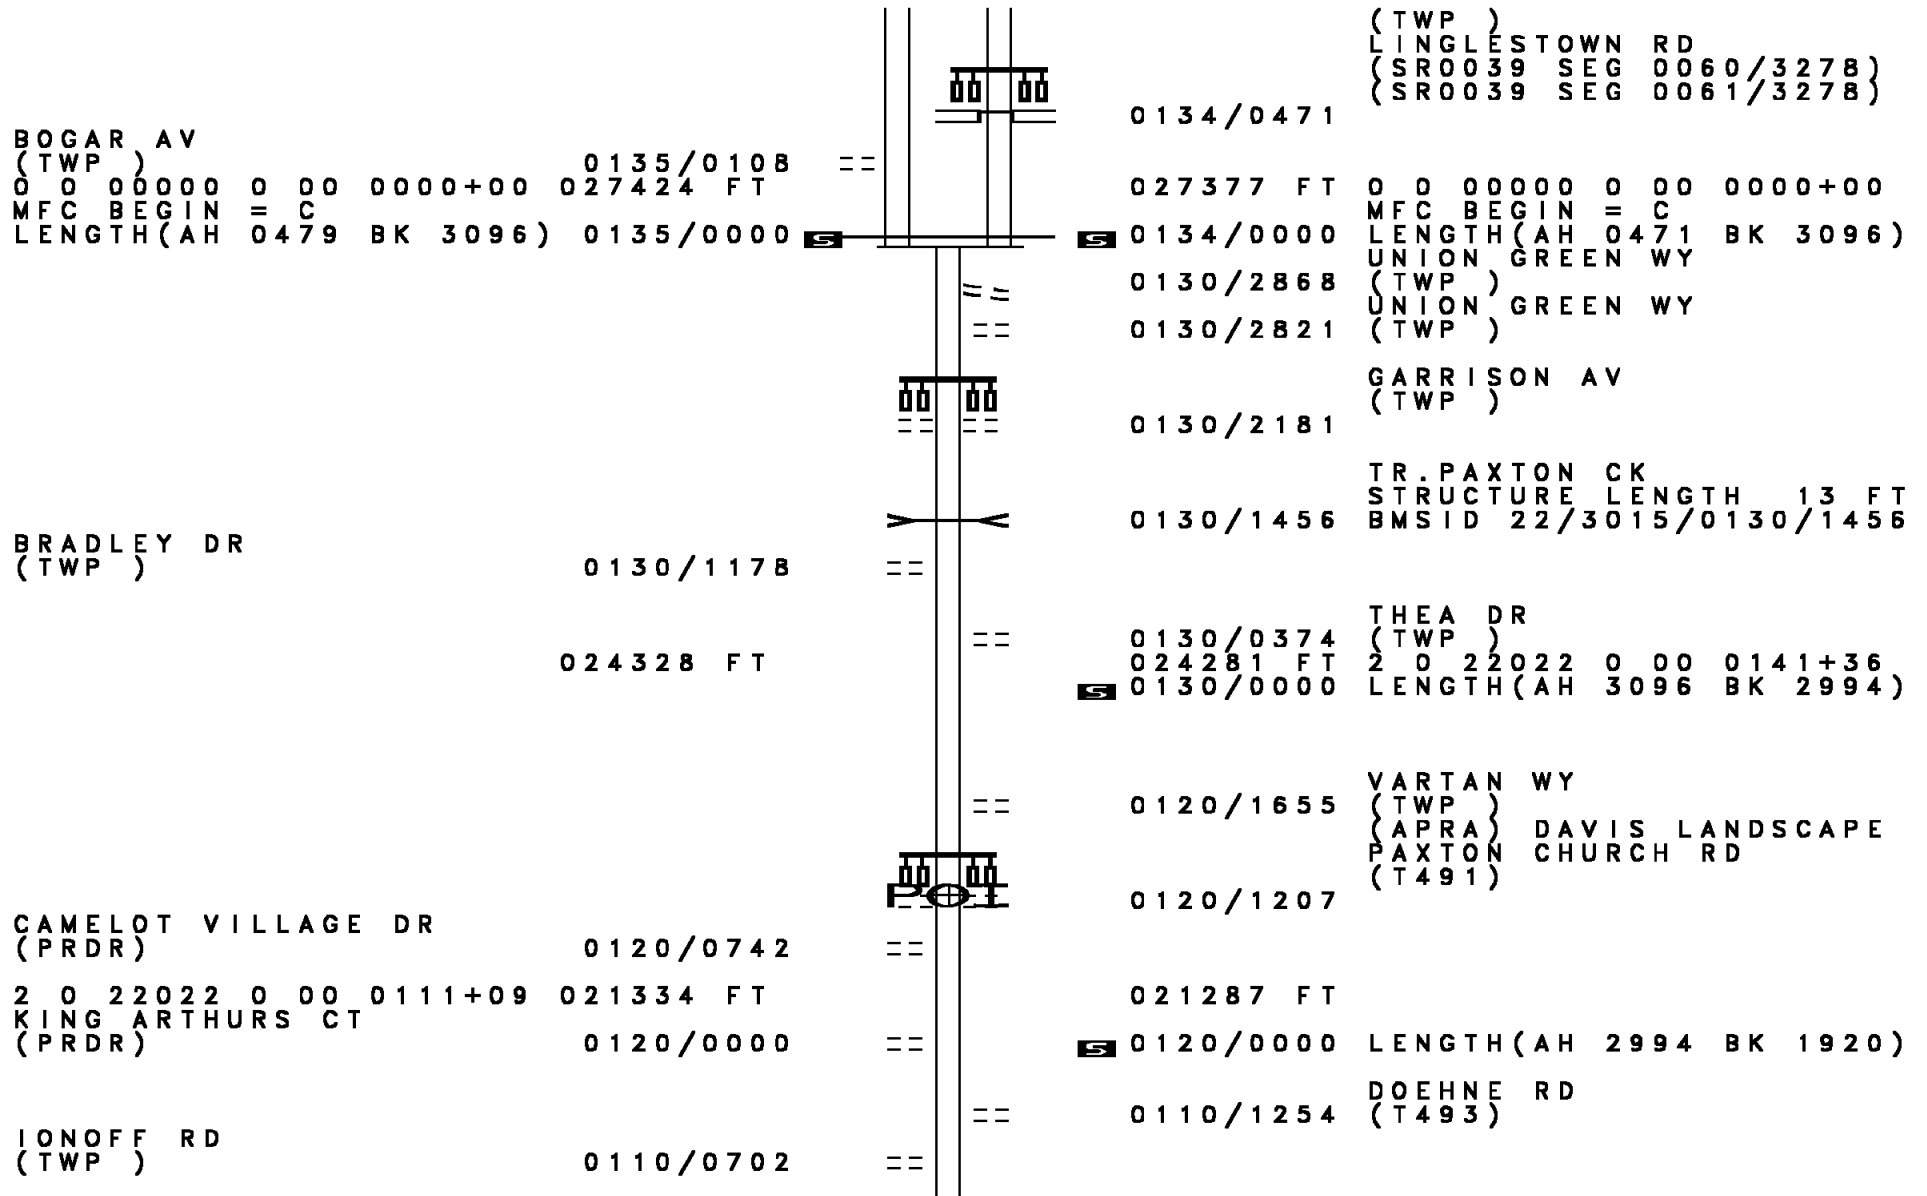 (TWP )
LINGLESTOWN RD
(SR0039 SEG 0060/3278)
(SR0039 SEG 0061/3278)
0134/0471
BOGAR AV
(TWP ) 0135/0108
0 0 00000 0 00 0000+00 027424 FT 027377 FT 0 0 00000 0 00 0000+00
MFC BEGIN = C MFC BEGIN = C
LENGTH(AH 0479 BK 3096) 0135/0000 S S 0134/0000 LENGTH(AH 0471 BK 3096)
UNION GREEN WY
0130/2868 (TWP )
UNION GREEN WY
0130/2821 (TWP )
GARRISON AV
(TWP )
0130/2181
TR.PAXTON CK
STRUCTURE LENGTH 13 FT
0130/1456 BMSID 22/3015/0130/1456
BRADLEY DR
(TWP ) 0130/1178
THEA DR
0130/0374 (TWP )
024328 FT 024281 FT 2 0 22022 0 00 0141+36
S 0130/0000 LENGTH(AH 3096 BK 2994)
VARTAN WY
0120/1655 (TWP )
(APRA) DAVIS LANDSCAPE
PAXTON CHURCH RD
(T491)
POT
0120/1207
CAMELOT VILLAGE DR
(PRDR) 0120/0742
2 0 22022 0 00 0111+09 021334 FT 021287 FT
KING ARTHURS CT
(PRDR) 0120/0000 S 0120/0000 LENGTH(AH 2994 BK 1920)
DOEHNE RD
0110/1254 (T493)
IONOFF RD
(TWP ) 0110/0702